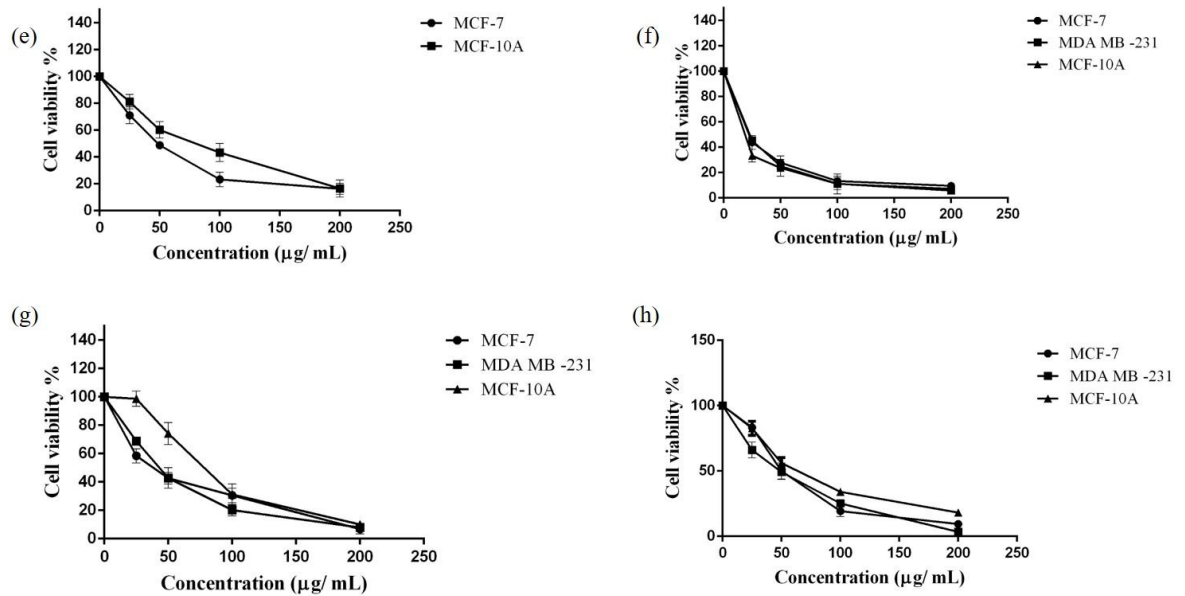 (e)
140
120
100
80
60
40
20
0
Cell viability %
0 50 100 150 200 250
Concentration (μg/ mL)
MCF-7
MCF-10A
(f)
140
120
100
80
60
40
20
0
Cell viability %
0 50 100 150 200 250
Concentration (μg/ mL)
MCF-7
MDA MB -231
MCF-10A
(g)
140
120
100
80
60
40
20
0
Cell viability %
0 50 100 150 200 250
Concentration (μg/ mL)
MCF-7
MDA MB -231
MCF-10A
(h)
150
100
50
0
Cell viability %
0 50 100 150 200 250
Concentration (μg/ mL)
MCF-7
MDA MB -231
MCF-10A